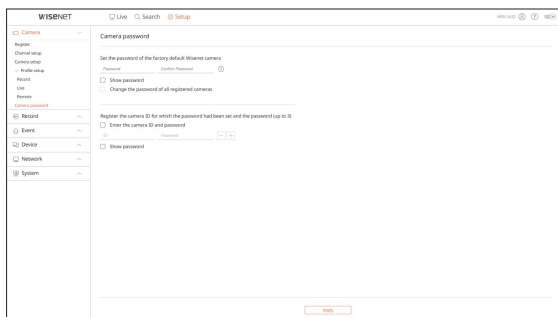 WISENET
Live Search Setup
Camera
Camera password
Register
Channel setup
Camera setup
Profile setup
Record
Live
Remote
Camera password
Record
Event
Device
Network
System
Set the password of the factory default Wisenet camera
Password Confirm Password
Show password
Change the password of all registered cameras
Register the camera ID for which the password had been set and the password (up to 3)
Enter the camera ID and password
ID Password
Show password
Apply